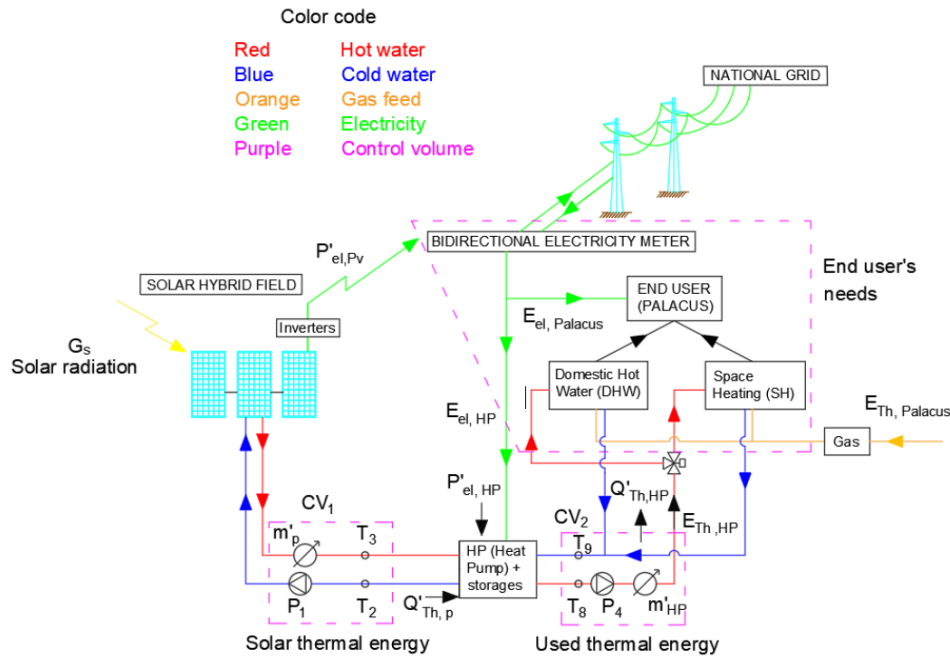 Color code
Red Hot water
Blue Cold water
Orange Gas feed
Green Electricity
Purple Control volume
NATIONAL GRID
BIDIRECTIONAL ELECTRICITY METER
P'el,Pv
SOLAR HYBRID FIELD
Inverters
End user's
needs
END USER
(PALACUS)
Eel, Palacus
GS
Solar radiation
Domestic Hot
Water (DHW)
Space
Heating (SH)
ETh, Palacus
Gas
Eel, HP
P'el, HP
Q'Th,HP
ETh ,HP
CV1
CV2
m'p
T3
HP (Heat
Pump) +
storages
T9
P1
T2
Q'Th, p
T8
P4
m'HP
Solar thermal energy
Used thermal energy